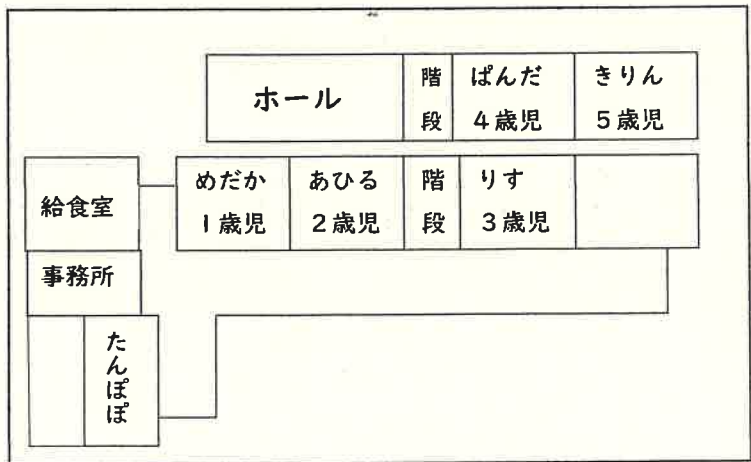 ホール
階段
ぱんだ
4歳児
きりん
5歳児
給食室
めだか
1歳児
あひる
2歳児
階段
りす
3歳児
事務所
たんぽぽ